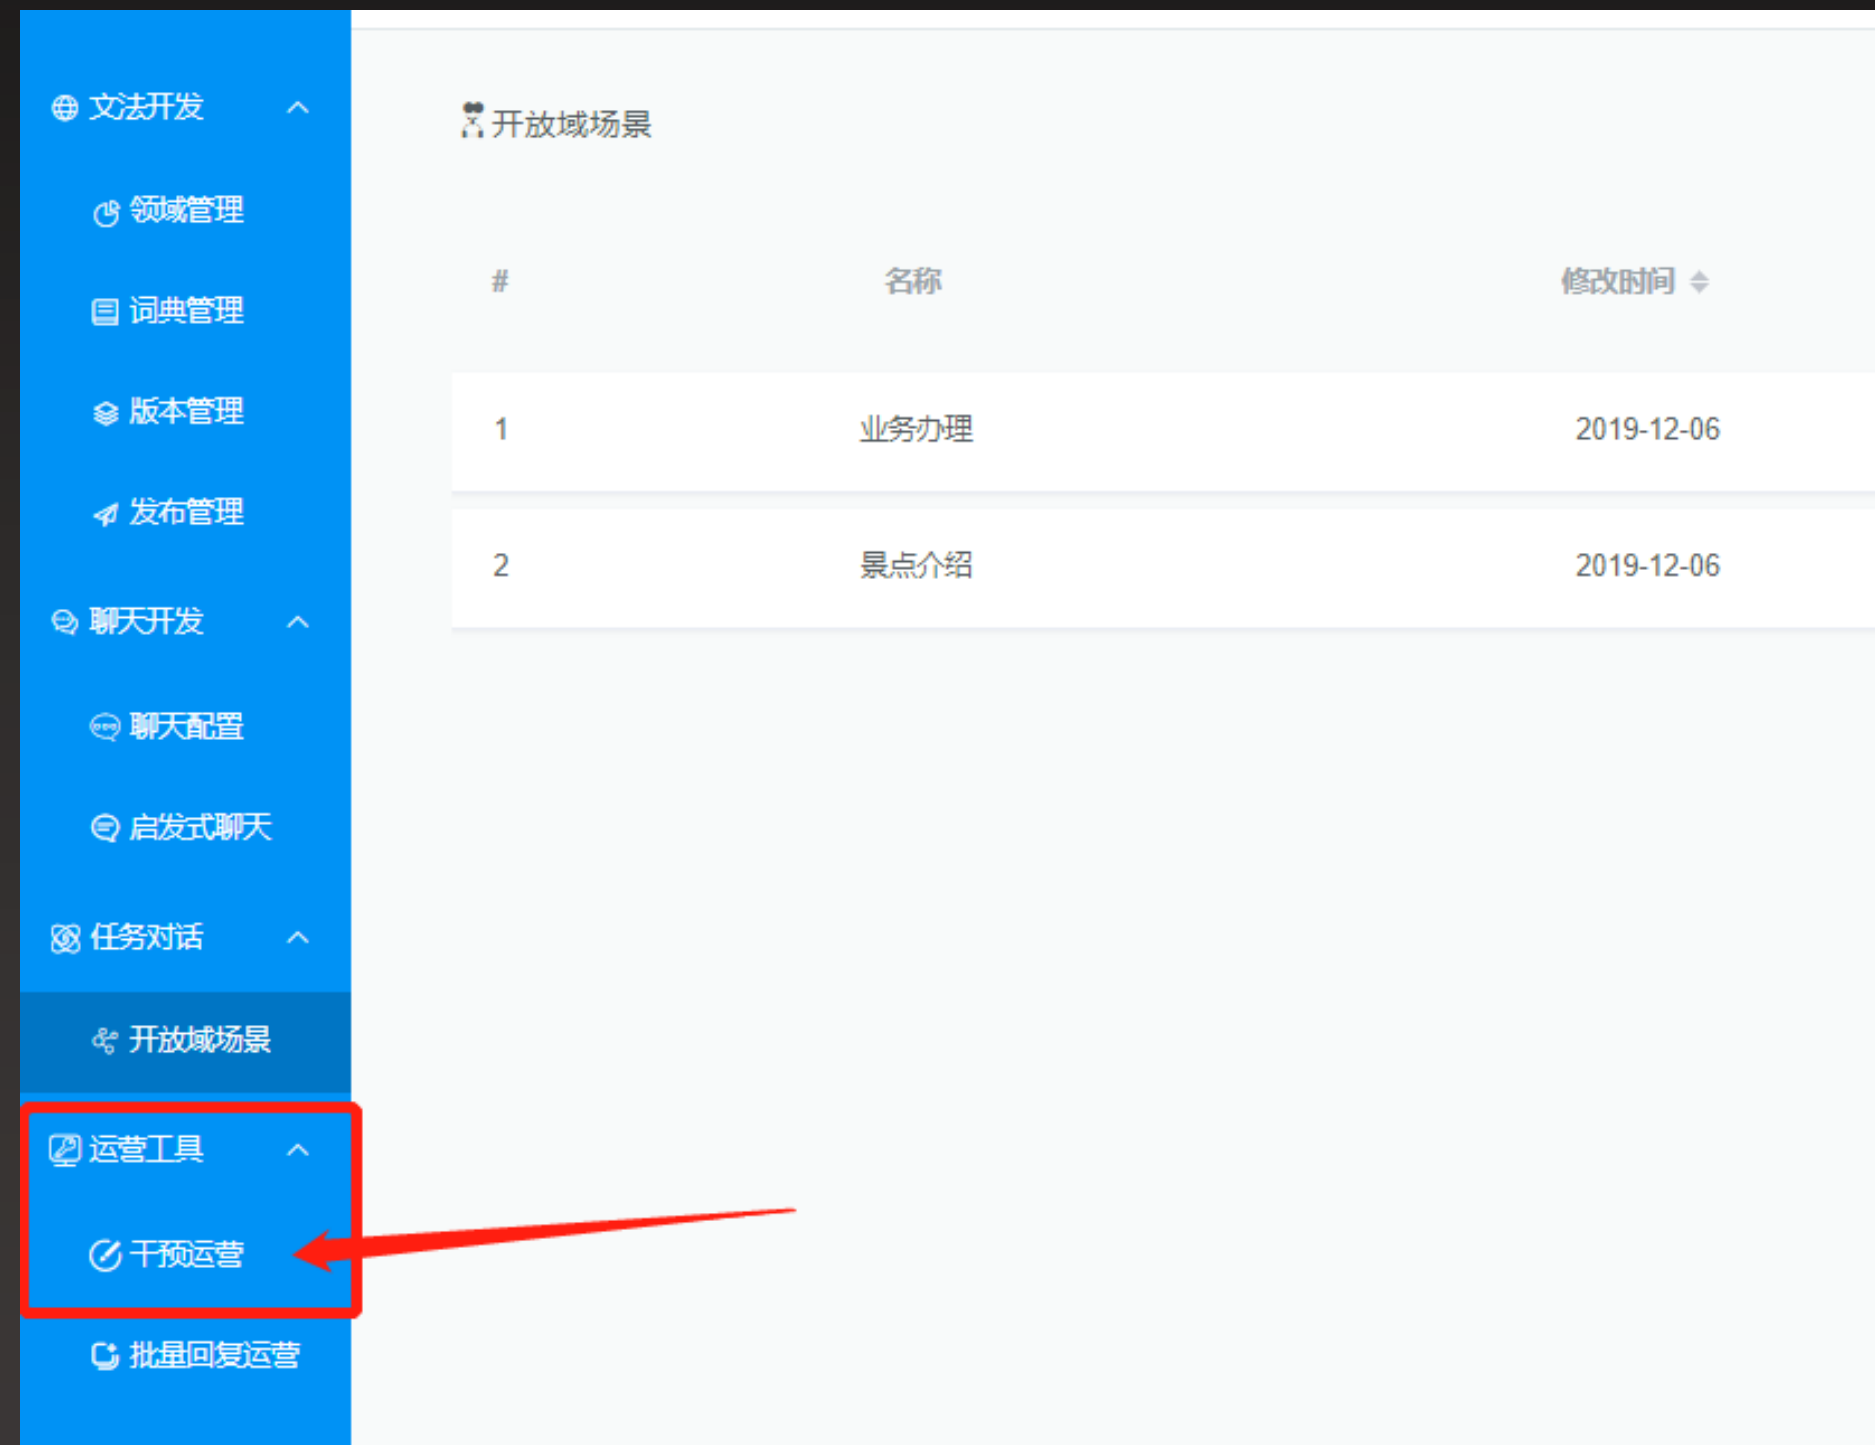 文法开发
领域管理
词典管理
版本管理
发布管理
聊天开发
聊天配置
启发式聊天
任务对话
开放域场景
运营工具
干预运营
批量回复运营
开放域场景
# 名称 修改时间
1 业务办理 2019-12-06
2 景点介绍 2019-12-06